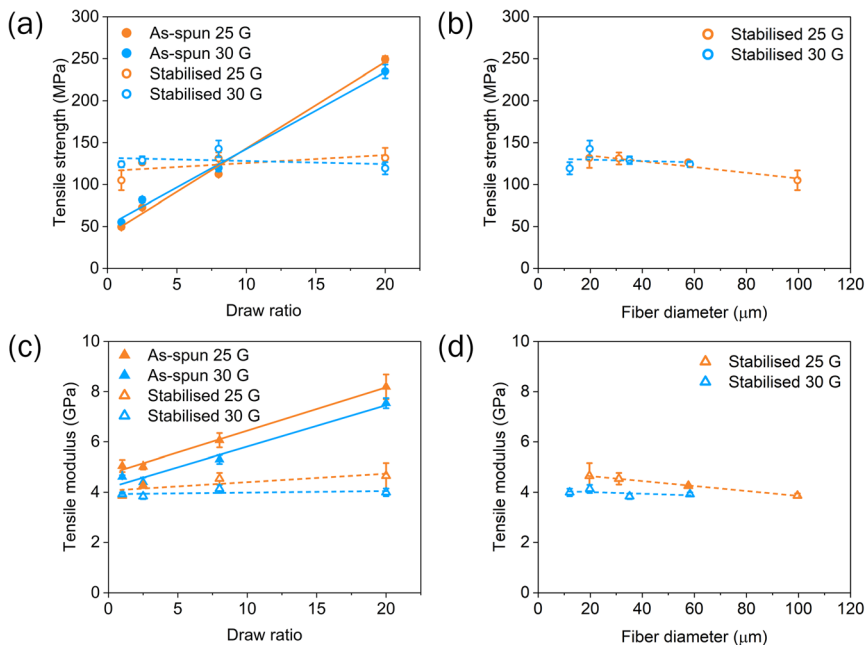 (a)
As-spun 25 G
As-spun 30 G
Stabilised 25 G
Stabilised 30 G
300
250
200
150
100
50
0
Tensile strength (MPa)
0 5 10 15 20
Draw ratio
(b)
Stabilised 25 G
Stabilised 30 G
300
250
200
150
100
50
0
Tensile strength (MPa)
0 20 40 60 80 100 120
Fiber diameter (μm)
(c)
As-spun 25 G
As-spun 30 G
Stabilised 25 G
Stabilised 30 G
10
8
6
4
2
0
Tensile modulus (GPa)
0 5 10 15 20
Draw ratio
(d)
Stabilised 25 G
Stabilised 30 G
10
8
6
4
2
0
Tensile modulus (GPa)
0 20 40 60 80 100 120
Fiber diameter (μm)